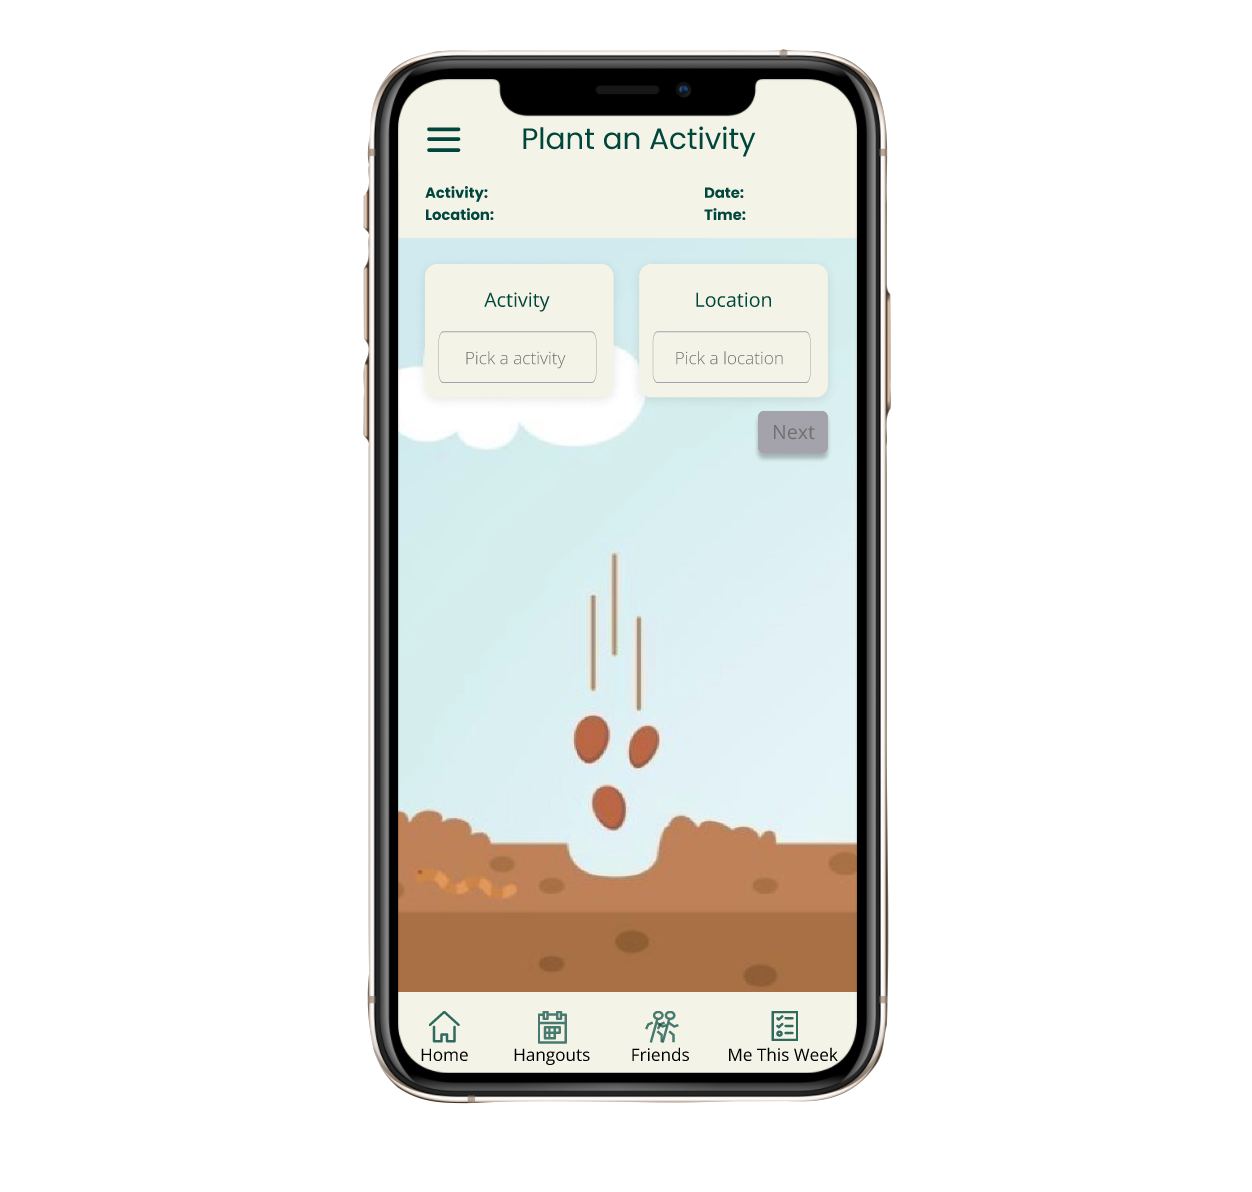 Plant an Activity
Activity:
Date:
Location:
Time:
Activity
Location
Pick a activity
Pick a location
Next
Home
Hangouts
Friends
Me This Week